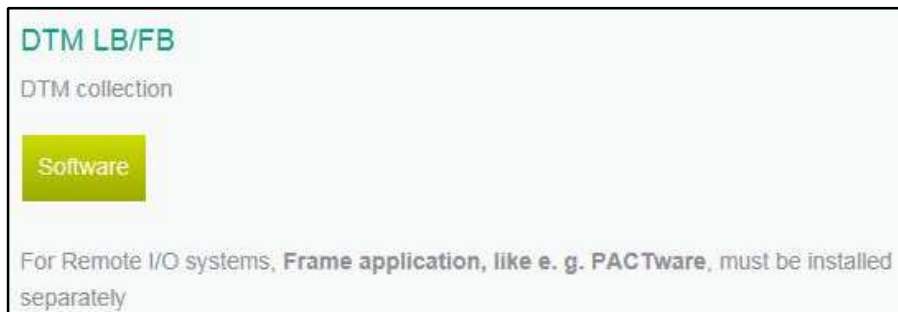 DTM LB/FB
DTM collection
Software
For Remote I/O systems, Frame application, like e. g. PACTware, must be installed
separately